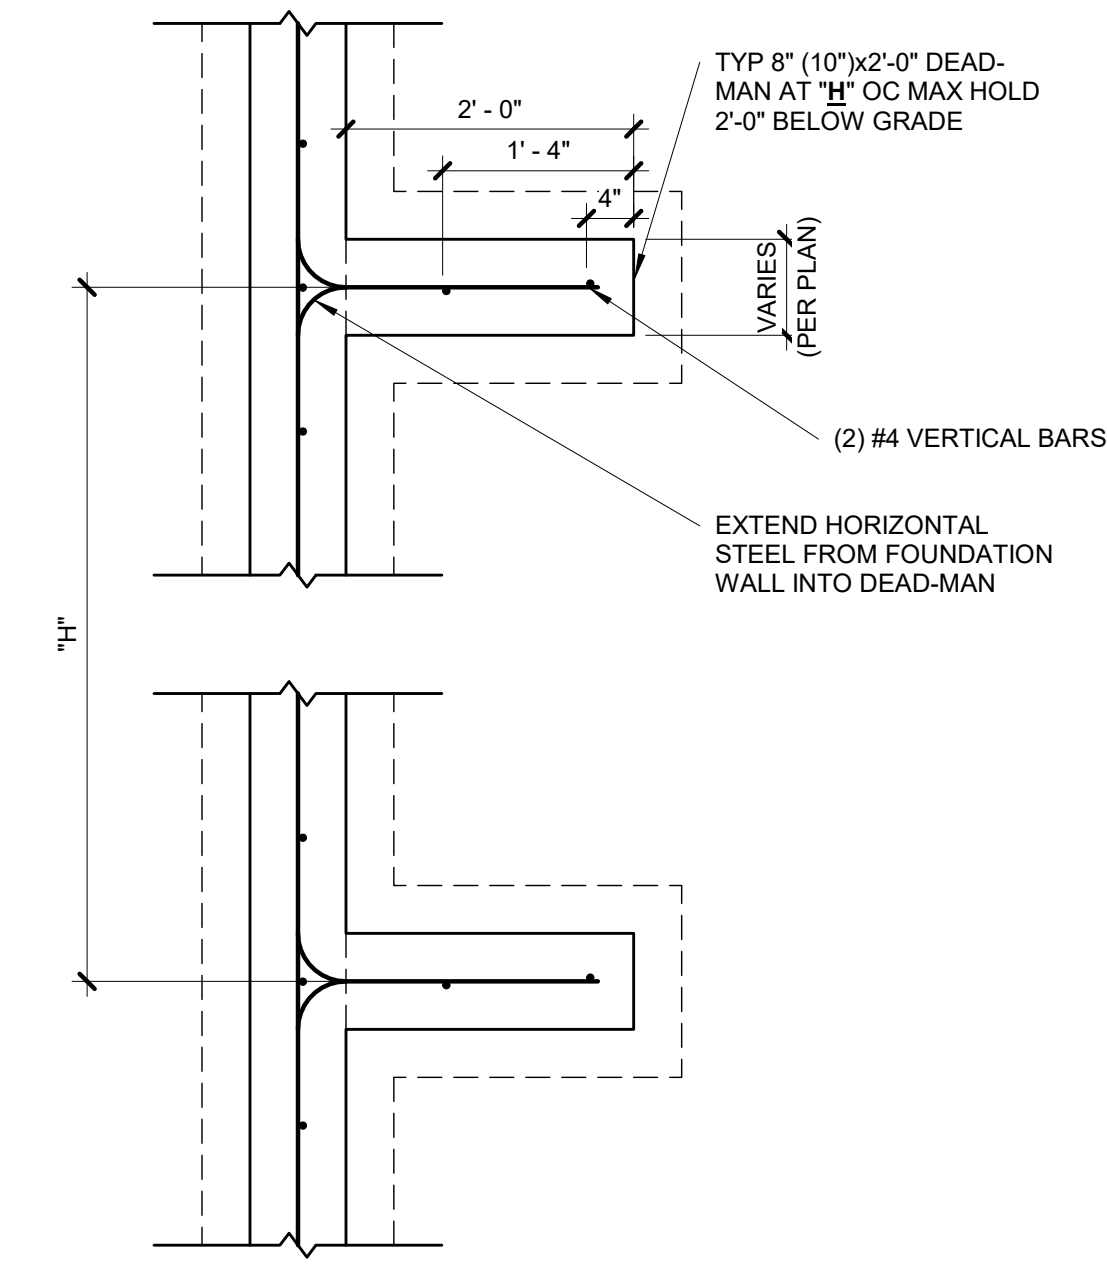 TYP 8" (10")x2'-0" DEAD-
MAN AT "H" OC MAX HOLD
2'-0" BELOW GRADE
2' - 0"
1' - 4"
4"
VARIES
(PER PLAN)
(2) #4 VERTICAL BARS
EXTEND HORIZONTAL
STEEL FROM FOUNDATION
WALL INTO DEAD-MAN
"H"